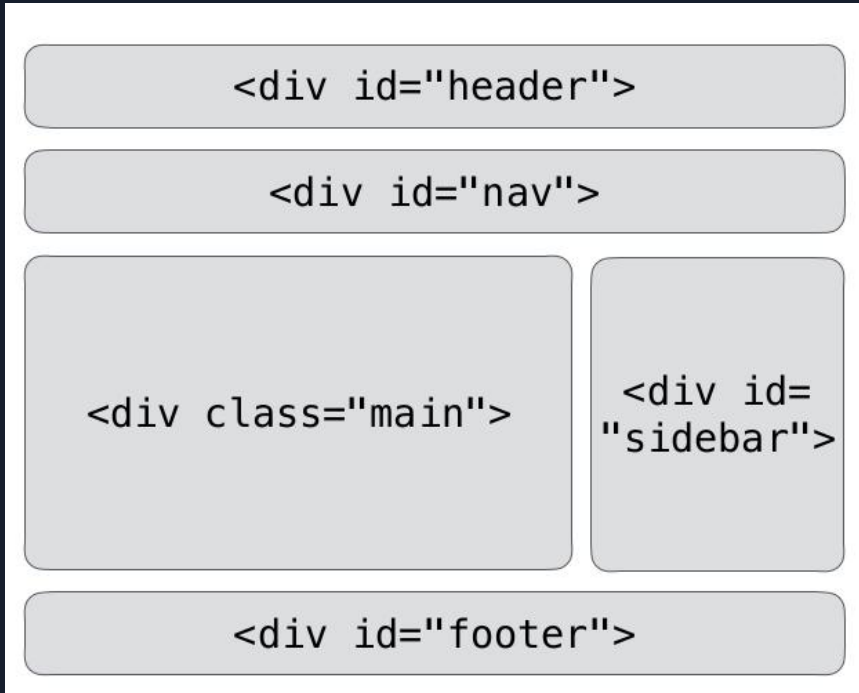 <div id="header">
<div id="nav">
<div class="main">
<div id=
"sidebar">
<div id="footer">